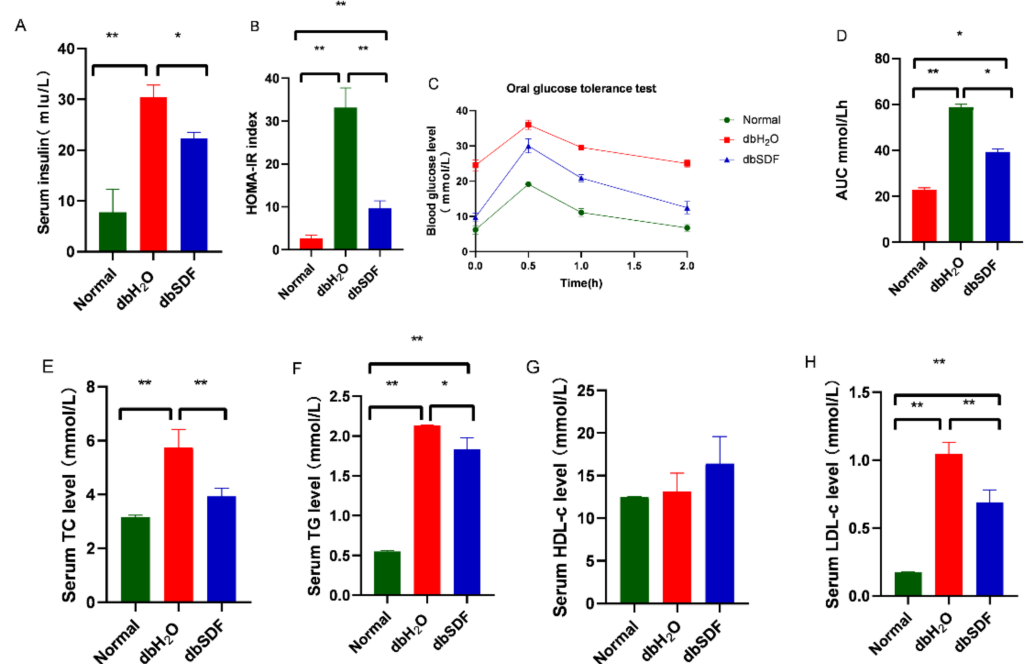 A
** *
Serum insulin( mIu/L)
40
30
20
10
0
Normal
dbH₂O
dbSDF
B
**
** **
HOMA-IR index
40
30
20
10
0
Normal
dbH₂O
dbSDF
C
Oral glucose tolerance test
Blood glucose level
( mmol/L)
40
30
20
10
0
0.0 0.5 1.0 1.5 2.0
Time(h)
Normal
dbH₂O
dbSDF
D
*
** *
AUC mmol/Lh
80
60
40
20
0
Normal
dbH₂O
dbSDF
E
** **
Serum TC level (mmol/L)
8
6
4
2
0
Normal
dbH₂O
dbSDF
F
**
** *
Serum TG level (mmol/L)
2.5
2.0
1.5
1.0
0.5
0.0
Normal
dbH₂O
dbSDF
G
Serum HDL-c level (mmol/L)
25
20
15
10
5
0
Normal
dbH₂O
dbSDF
H
**
** **
Serum LDL-c level (mmol/L)
1.5
1.0
0.5
0.0
Normal
dbH₂O
dbSDF